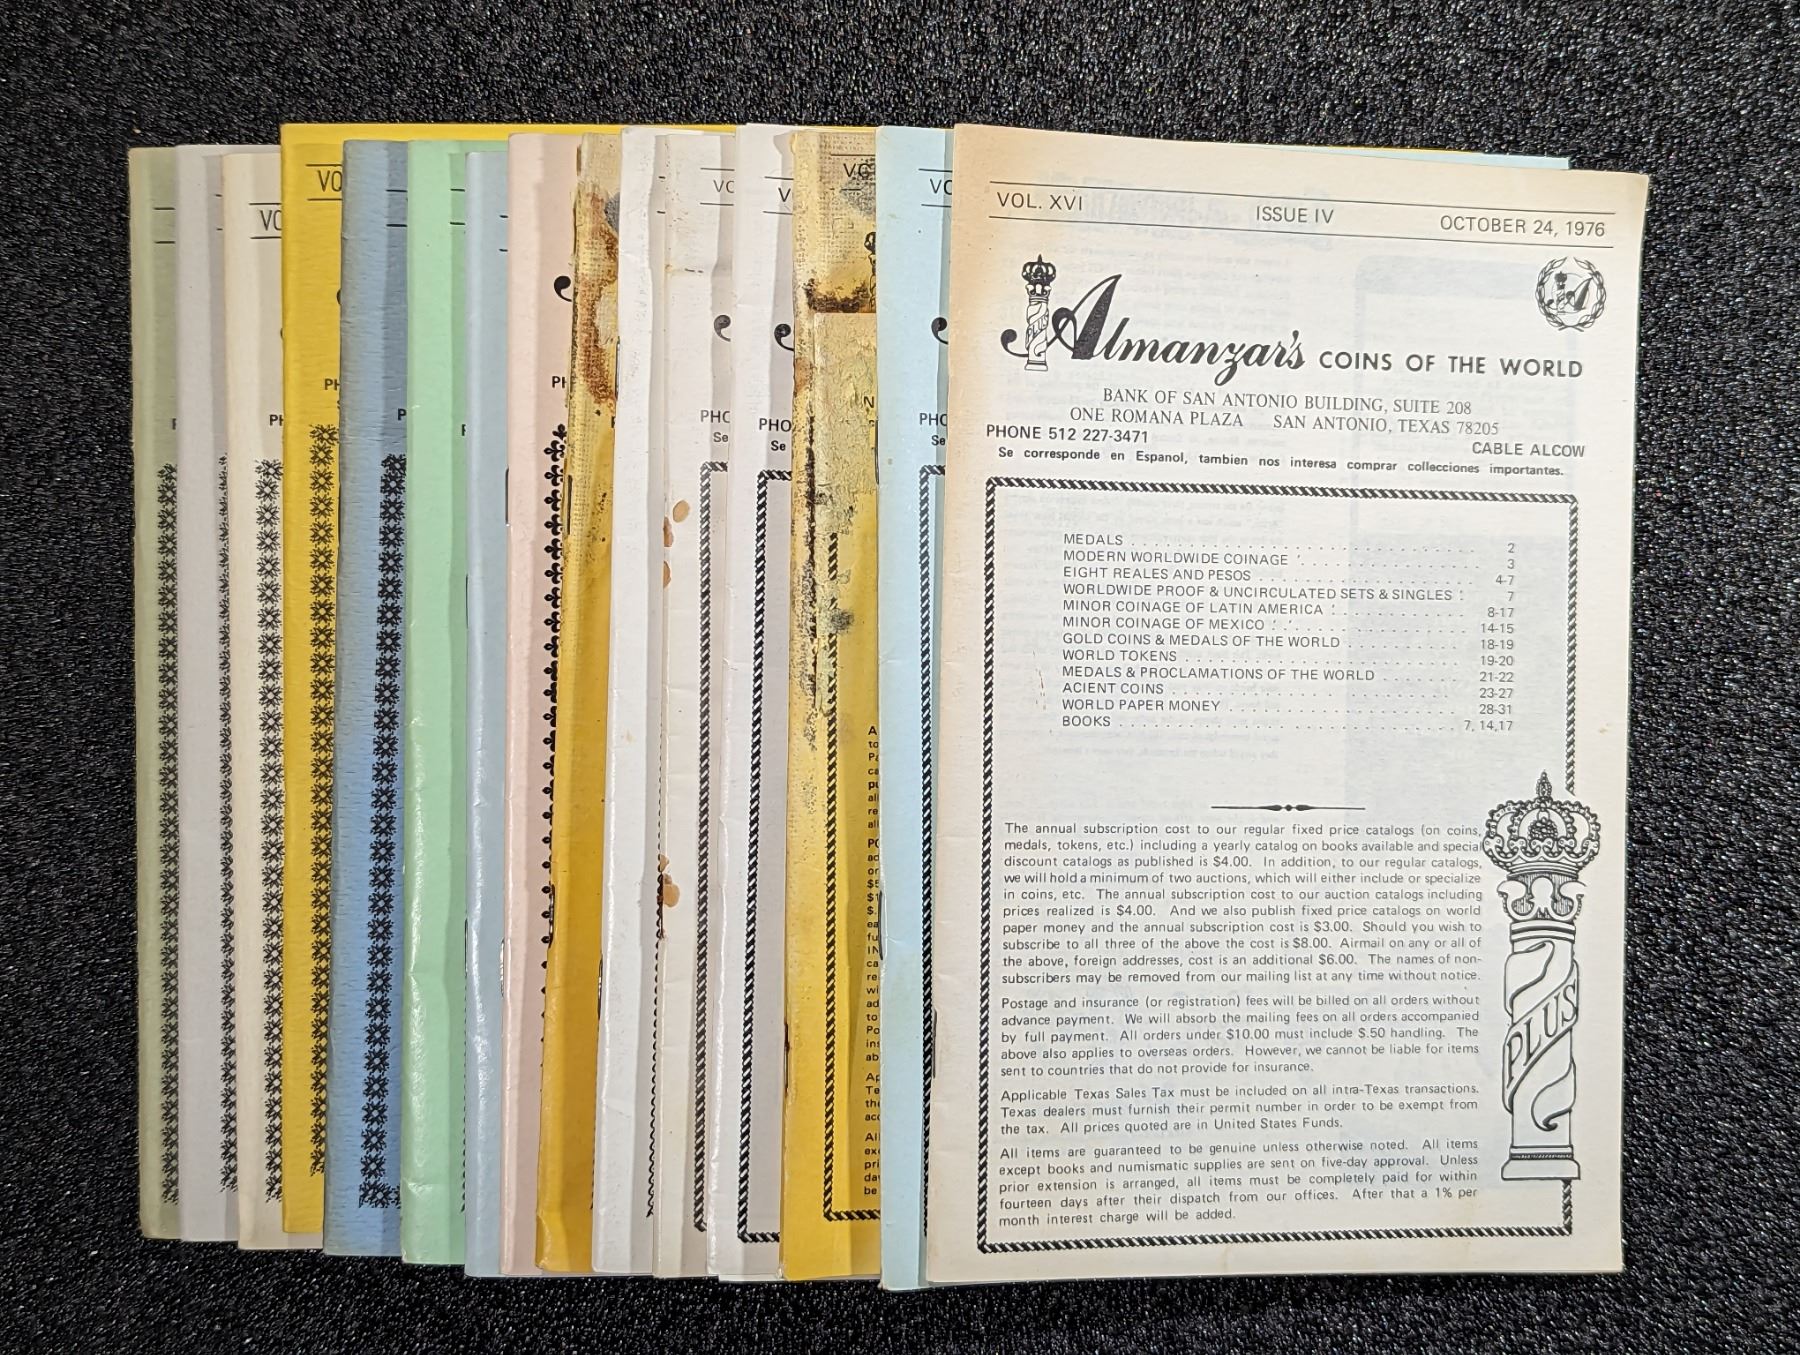 VOL. XVI ISSUE IV OCTOBER 24, 1976
PLUS
Almanzar's COINS OF THE WORLD
BANK OF SAN ANTONIO BUILDING, SUITE 208
ONE ROMANA PLAZA SAN ANTONIO, TEXAS 78205
PHONE 512 227-3471 CABLE ALCOW
Se corresponde en Espanol, tambien nos interesa comprar collecciones importantes.
MEDALS 2
MODERN WORLDWIDE COINAGE 3
EIGHT REALES AND PESOS 4-7
WORLDWIDE PROOF & UNCIRCULATED SETS & SINGLES 7
MINOR COINAGE OF LATIN AMERICA 8-17
MINOR COINAGE OF MEXICO 14-15
GOLD COINS & MEDALS OF THE WORLD 18-19
WORLD TOKENS 19-20
MEDALS & PROCLAMATIONS OF THE WORLD 21-22
ACIENT COINS 23-27
WORLD PAPER MONEY 28-31
BOOKS 7, 14,17
The annual subscription cost to our regular fixed price catalogs (on coins,
medals, tokens, etc.) including a yearly catalog on books available and special
discount catalogs as published is $4.00. In addition, to our regular catalogs,
we will hold a minimum of two auctions, which will either include or specialize
in coins, etc. The annual subscription cost to our auction catalogs including
prices realized is $4.00. And we also publish fixed price catalogs on world
paper money and the annual subscription cost is $3.00. Should you wish to
subscribe to all three of the above the cost is $8.00. Airmail on any or all of
the above, foreign addresses, cost is an additional $6.00. The names of non-
subscribers may be removed from our mailing list at any time without notice.
Postage and insurance (or registration) fees will be billed on all orders without
advance payment. We will absorb the mailing fees on all orders accompanied
by full payment. All orders under $10.00 must include $.50 handling. The
above also applies to overseas orders. However, we cannot be liable for items
sent to countries that do not provide for insurance.
Applicable Texas Sales Tax must be included on all intra-Texas transactions.
Texas dealers must furnish their permit number in order to be exempt from
the tax. All prices quoted are in United States Funds.
All items are guaranteed to be genuine unless otherwise noted. All items
except books and numismatic supplies are sent on five-day approval. Unless
prior extension is arranged, all items must be completely paid for within
fourteen days after their dispatch from our offices. After that a 1% per
month interest charge will be added.
PLUS